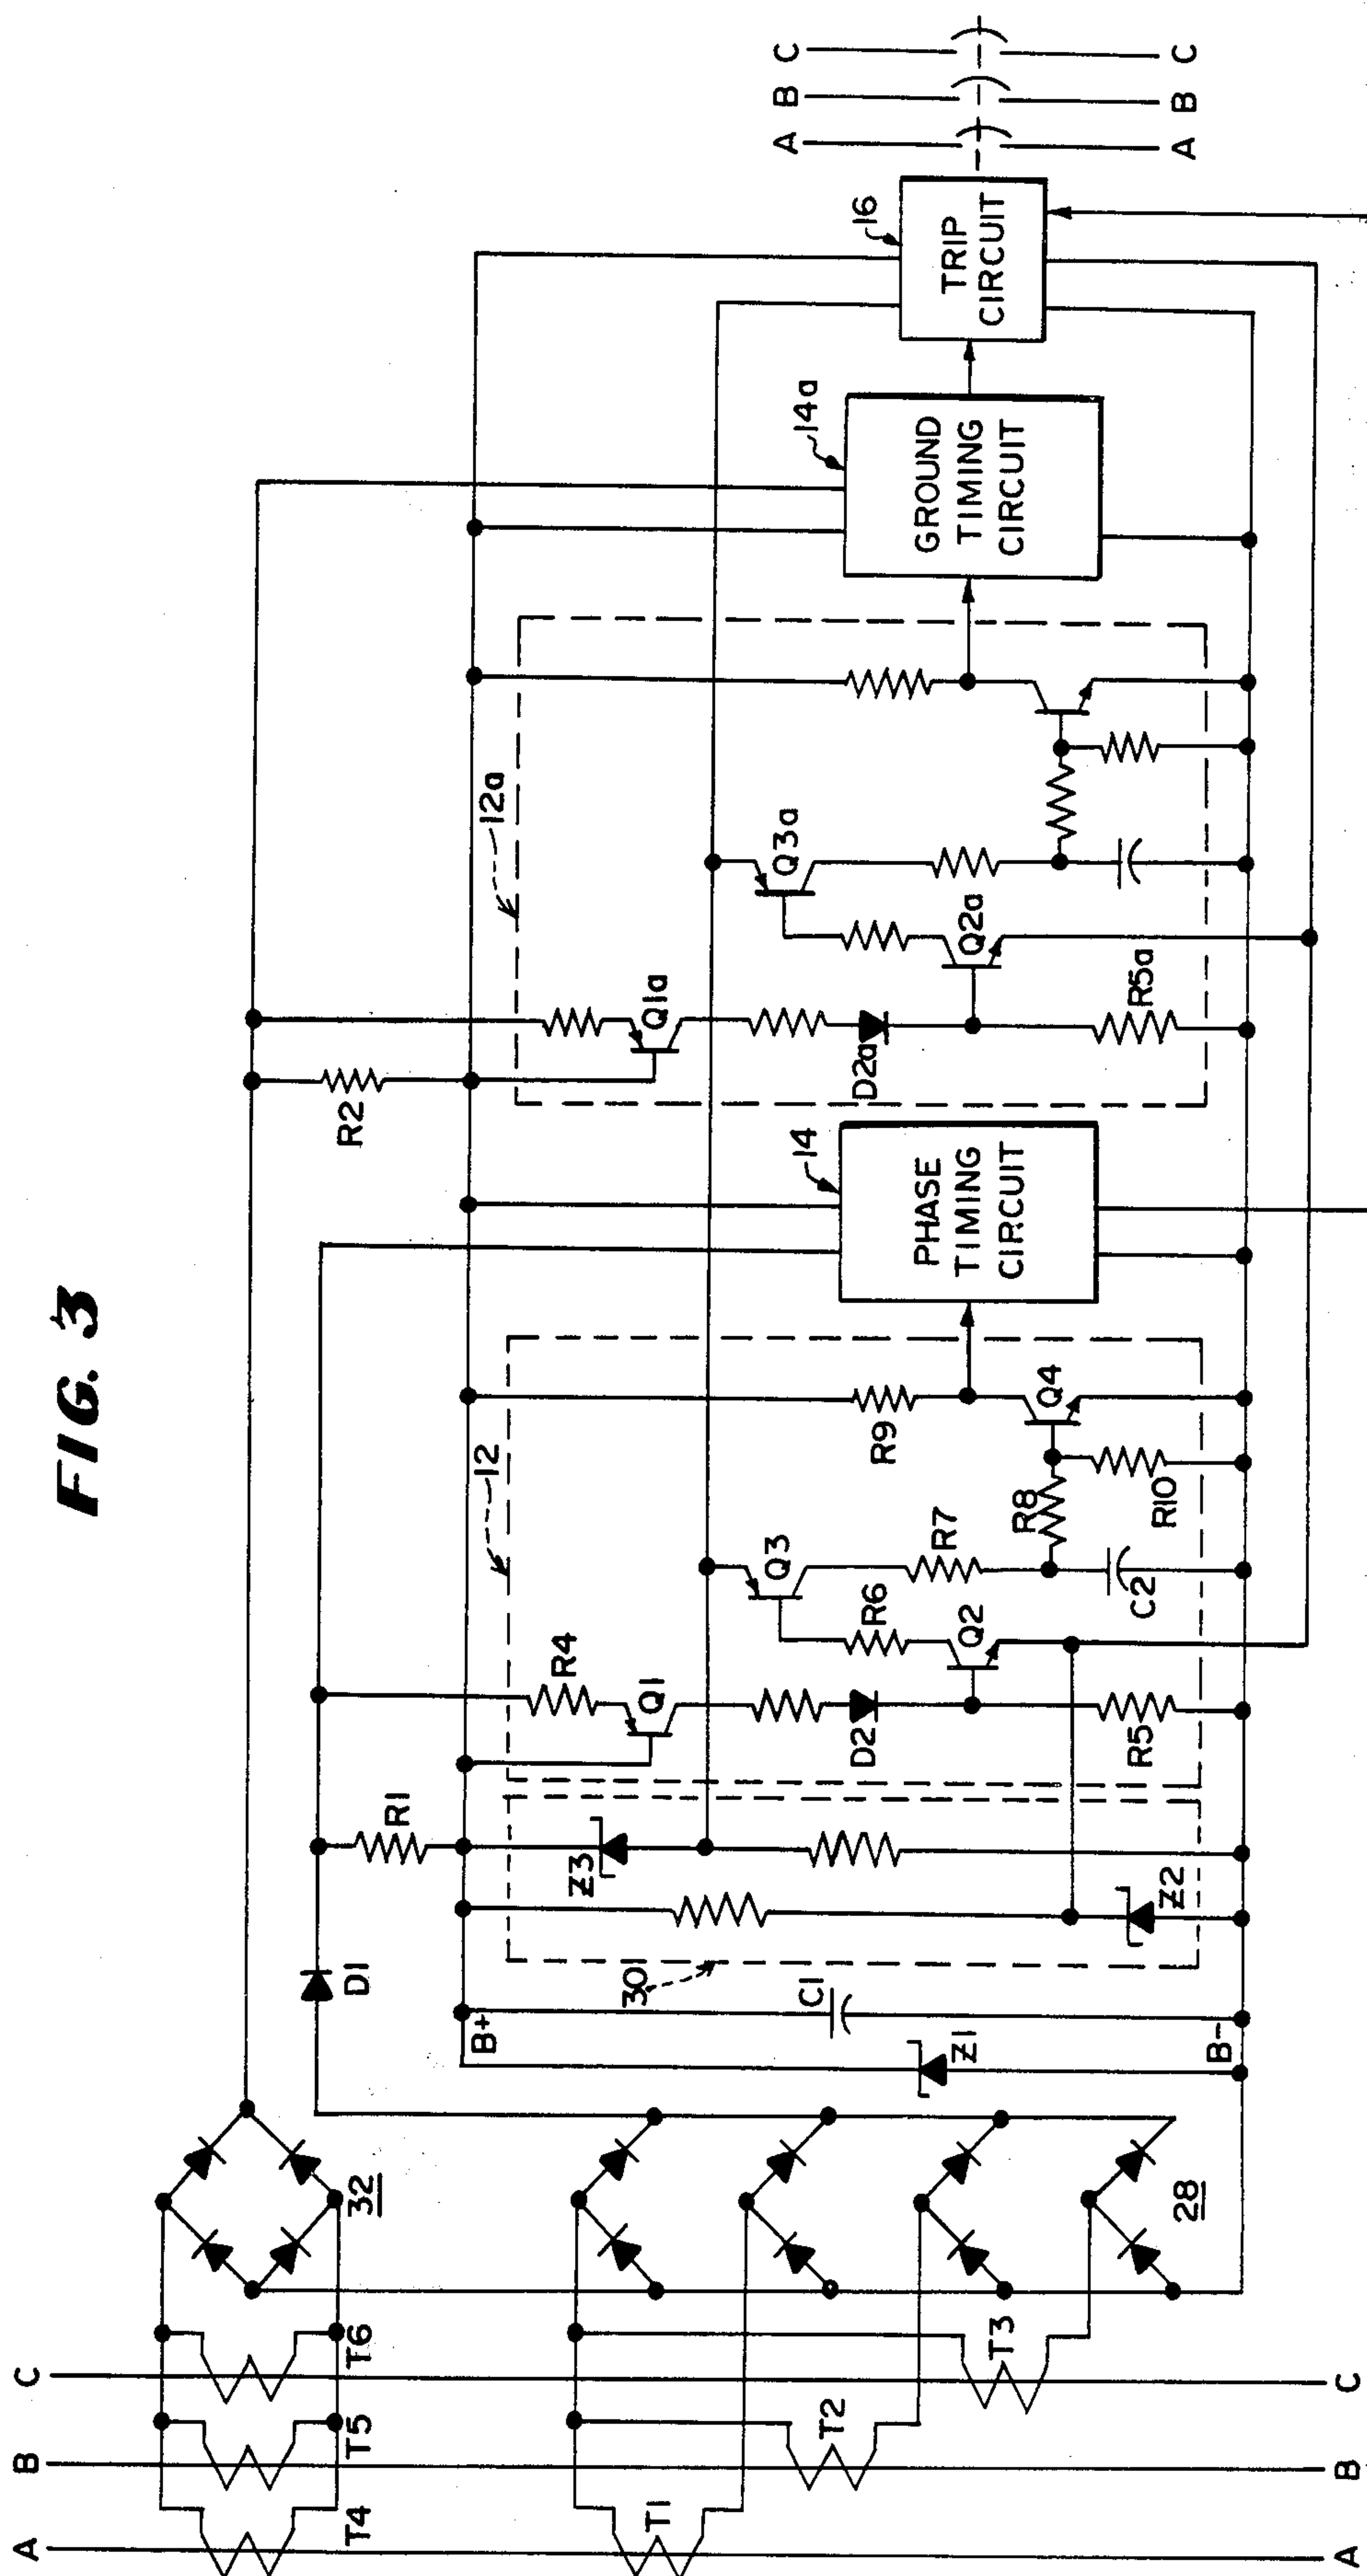 FIG. 3
A
B
C
T4
T5
T6
32
T1
T2
T3
28
A
B
C
D1
R1
R2
B+
B-
Z1
C1
301
Z3
Z2
12
R4
Q1
D2
R5
Q2
R6
Q3
R7
C2
R8
R10
Q4
R9
14
PHASE
TIMING
CIRCUIT
12a
Q1a
D2a
R5a
Q2a
Q3a
14a
GROUND
TIMING
CIRCUIT
16
TRIP
CIRCUIT
A
B
C
A
B
C